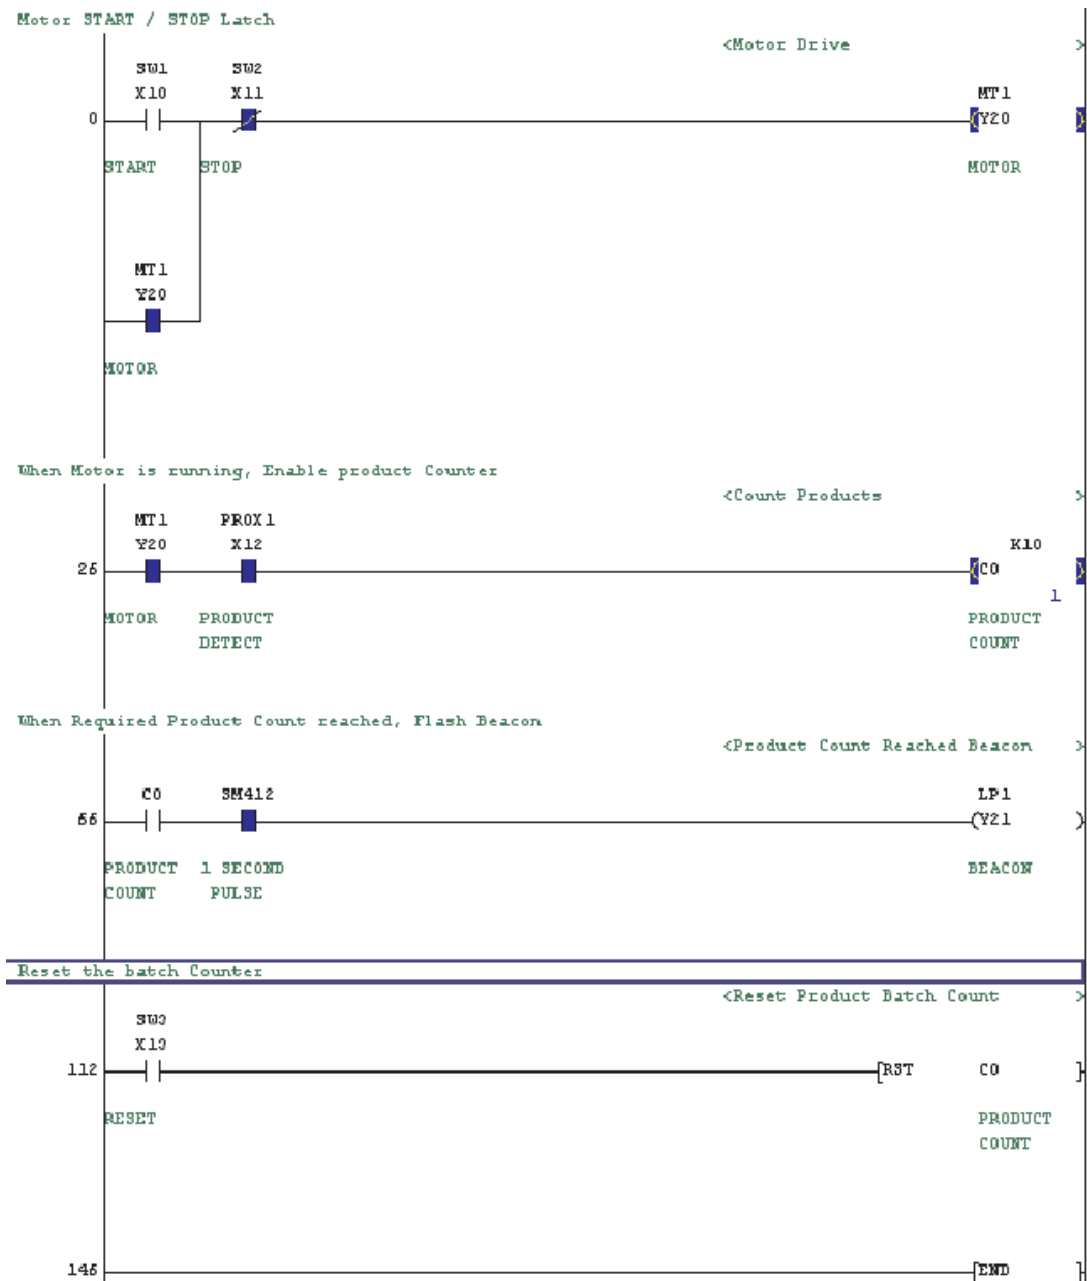 Motor START / STOP Latch
<Motor Drive >
SW1 SW2
X10 X11 MT1
0 Y20
START STOP MOTOR
MT1
Y20
MOTOR
When Motor is running, Enable product Counter
<Count Products >
MT1 PROX1
Y20 X12 K10
26 C0
1
MOTOR PRODUCT PRODUCT
DETECT COUNT
When Required Product Count reached, Flash Beacon
<Product Count Reached Beacon >
C0 SM412 LP1
66 (Y21 )
PRODUCT 1 SECOND BEACON
COUNT PULSE
Reset the batch Counter
<Reset Product Batch Count >
SW3
X13
112 [RST C0 ]
RESET PRODUCT
COUNT
146 [END ]